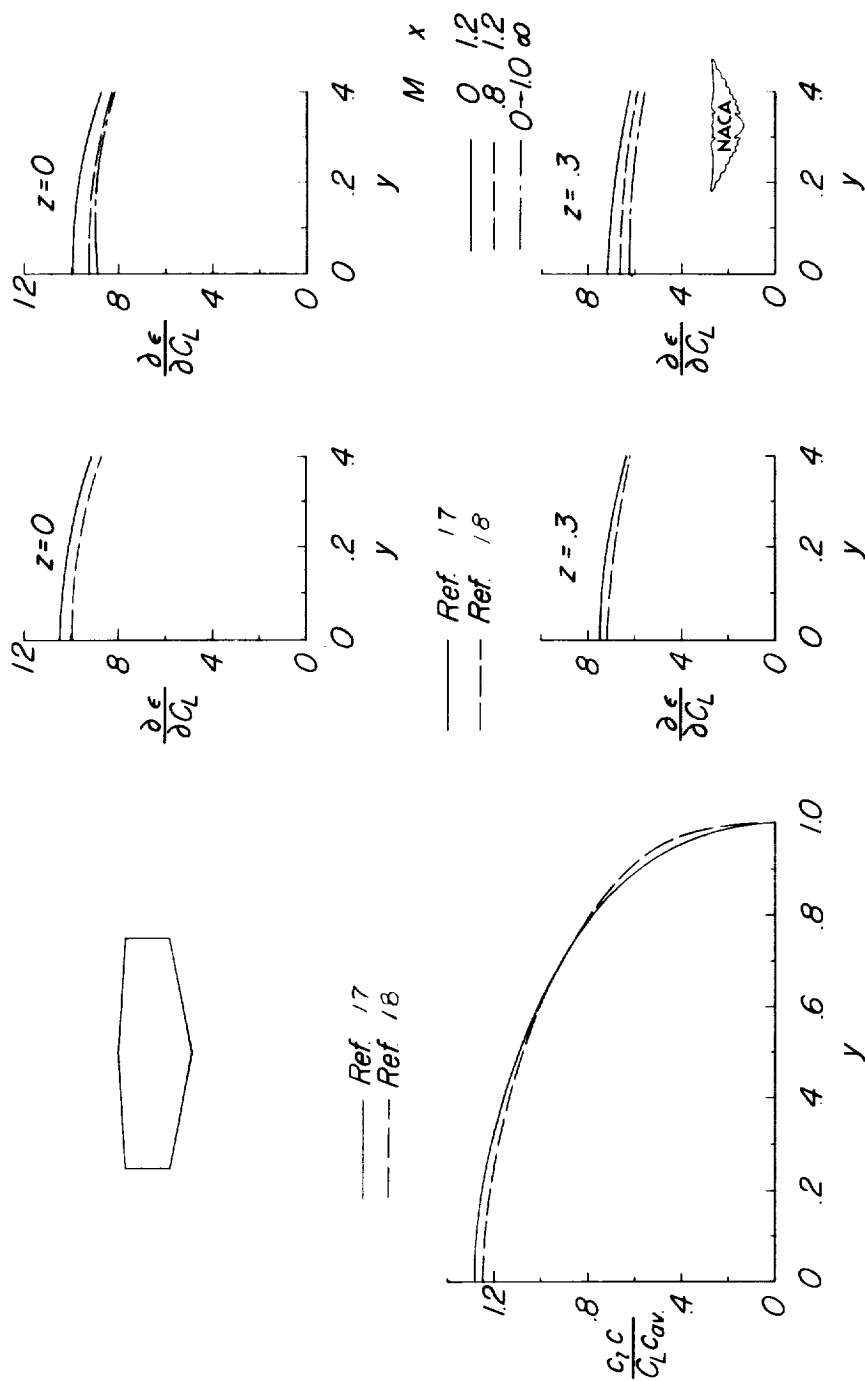 Ref. 17
Ref. 18
c_l c / C_L c_av.
1.2
.8
.4
0
0 .2 .4 .6 .8 1.0
y
z=0
∂ε/∂C_L
12
8
4
0
0 .2 .4
y
Ref. 17
Ref. 18
z=.3
∂ε/∂C_L
8
4
0
0 .2 .4
y
z=0
∂ε/∂C_L
12
8
4
0
0 .2 .4
y
M x
0 1.2
.8 1.2
0→1.0 ∞
z=.3
∂ε/∂C_L
8
4
0
0 .2 .4
y
NACA